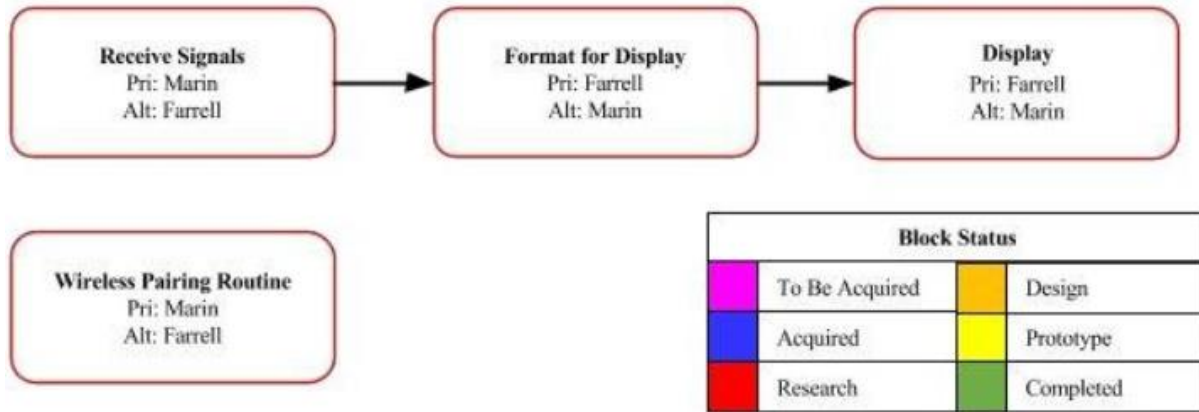 Receive Signals
Pri: Marin
Alt: Farrell
Format for Display
Pri: Farrell
Alt: Marin
Display
Pri: Farrell
Alt: Marin
Wireless Pairing Routine
Pri: Marin
Alt: Farrell
Block Status
To Be Acquired
Design
Acquired
Prototype
Research
Completed